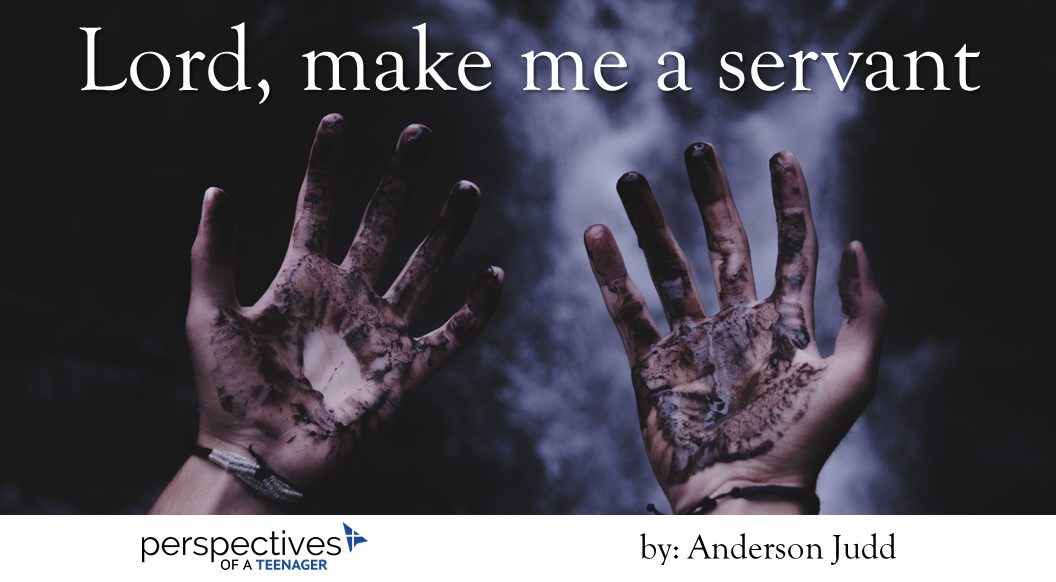 Lord, make me a servant
perspectives
OF A TEENAGER
by: Anderson Judd